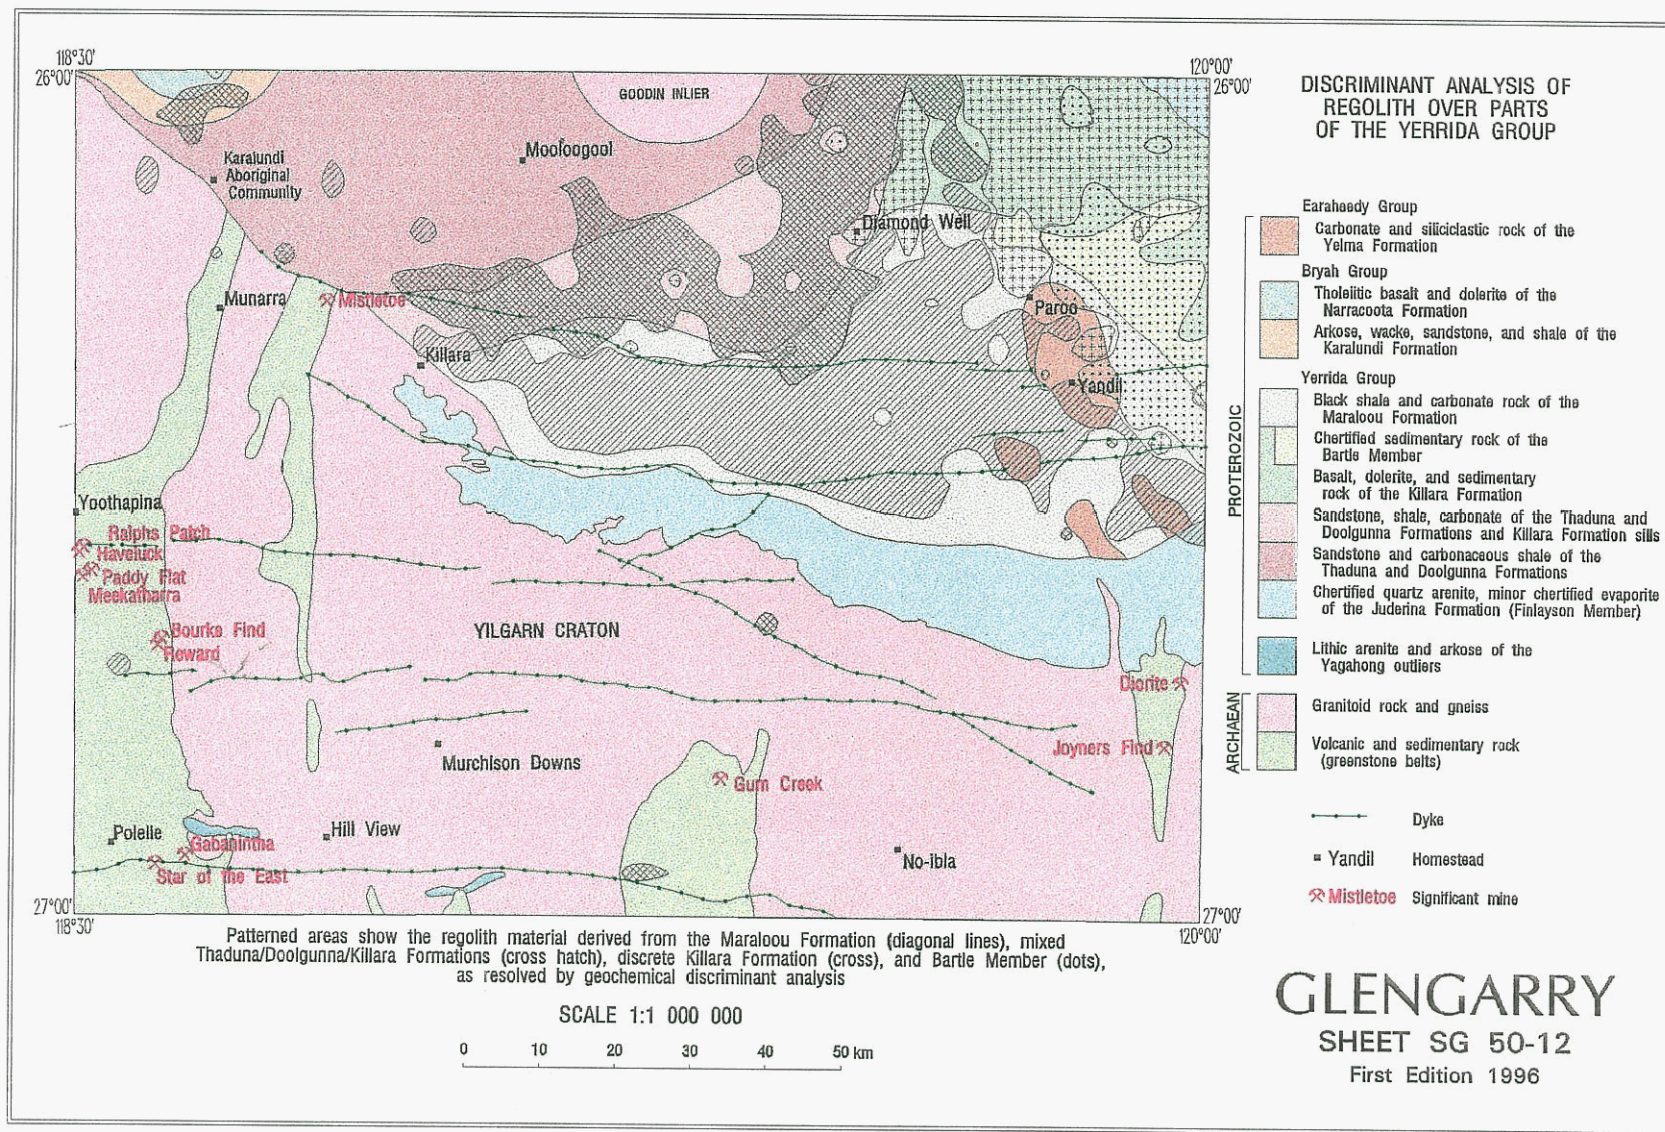 118°30'
26°00'
120°00'
26°00'
GOODIN INLIER
Moofoogool
Karalundi
Aboriginal
Community
Diamond Well
Munarra
Mistletoe
Paroo
Killara
Yandil
Yoothapina
Ralphs Patch
Haveluck
Paddy Flat
Meekatharra
YILGARN CRATON
Bourke Find
Reward
Diorite
Joyners Find
Murchison Downs
Gum Creek
Polelle
Hill View
Gabanintha
No-ibla
Star of the East
27°00'
118°30'
27°00'
120°00'
Patterned areas show the regolith material derived from the Maraloou Formation (diagonal lines), mixed
Thaduna/Doolgunna/Killara Formations (cross hatch), discrete Killara Formation (cross), and Bartle Member (dots),
as resolved by geochemical discriminant analysis
SCALE 1:1 000 000
0 10 20 30 40 50 km
DISCRIMINANT ANALYSIS OF
REGOLITH OVER PARTS
OF THE YERRIDA GROUP
Earaheedy Group
Carbonate and siliciclastic rock of the
Yelma Formation
Bryah Group
Tholeiitic basalt and dolerite of the
Narracoota Formation
Arkose, wacke, sandstone, and shale of the
Karalundi Formation
Yerrida Group
Black shale and carbonate rock of the
Maraloou Formation
Chertified sedimentary rock of the
Bartle Member
Basalt, dolerite, and sedimentary
rock of the Killara Formation
Sandstone, shale, carbonate of the Thaduna and
Doolgunna Formations and Killara Formation sills
Sandstone and carbonaceous shale of the
Thaduna and Doolgunna Formations
Chertified quartz arenite, minor chertified evaporite
of the Juderina Formation (Finlayson Member)
Lithic arenite and arkose of the
Yagahong outliers
PROTEROZOIC
Granitoid rock and gneiss
Volcanic and sedimentary rock
(greenstone belts)
ARCHAEAN
Dyke
Yandil Homestead
Mistletoe Significant mine
GLENGARRY
SHEET SG 50-12
First Edition 1996